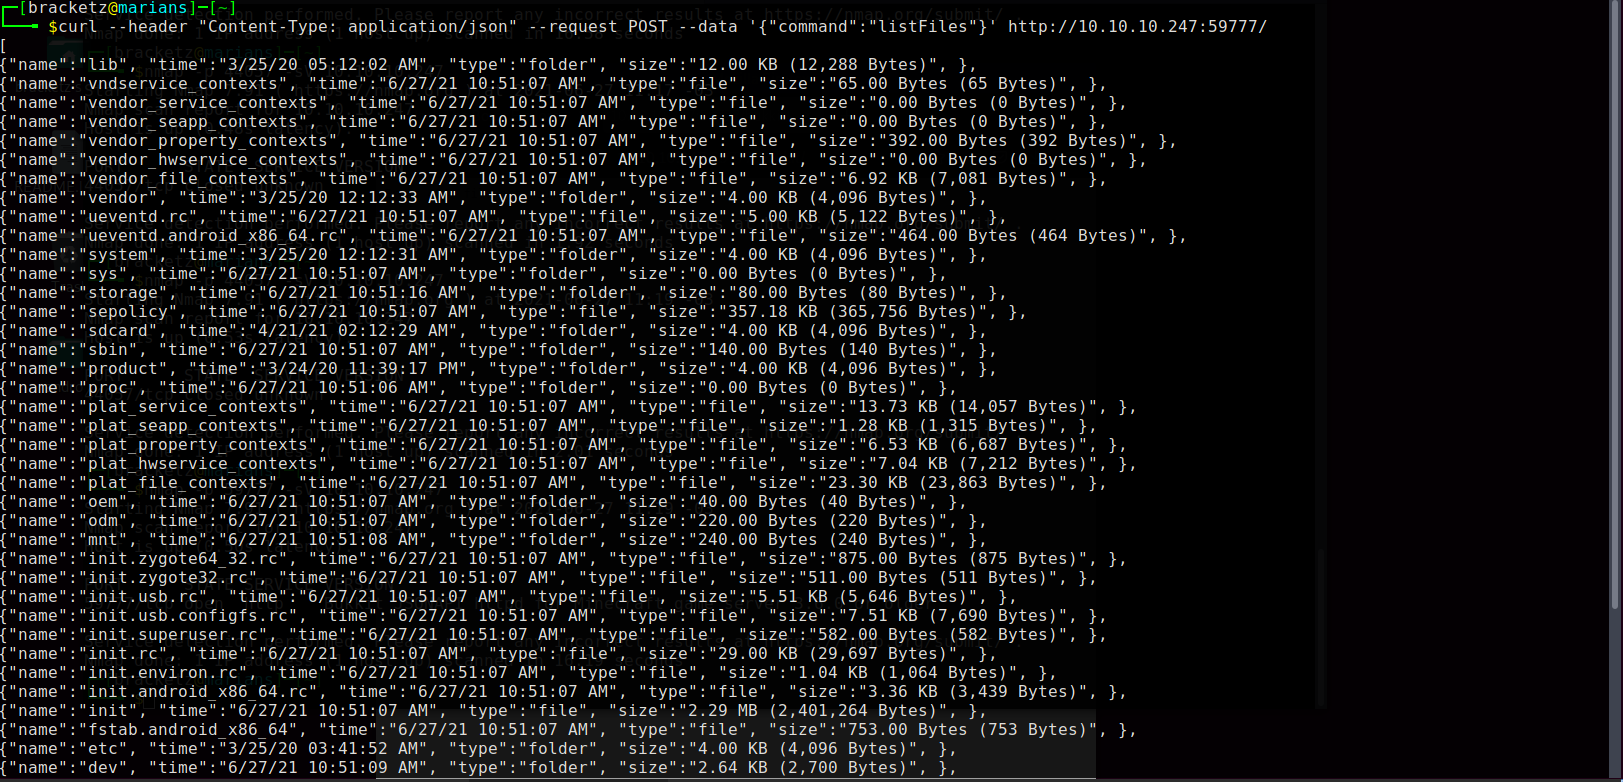 ┌─[bracketz@marians]─[~]
└──╼ $curl --header "Content-Type: application/json" --request POST --data '{"command":"listFiles"}' http://10.10.10.247:59777/
[
{"name":"lib", "time":"3/25/20 05:12:02 AM", "type":"folder", "size":"12.00 KB (12,288 Bytes)", },
{"name":"vndservice_contexts", "time":"6/27/21 10:51:07 AM", "type":"file", "size":"65.00 Bytes (65 Bytes)", },
{"name":"vendor_service_contexts", "time":"6/27/21 10:51:07 AM", "type":"file", "size":"0.00 Bytes (0 Bytes)", },
{"name":"vendor_seapp_contexts", "time":"6/27/21 10:51:07 AM", "type":"file", "size":"0.00 Bytes (0 Bytes)", },
{"name":"vendor_property_contexts", "time":"6/27/21 10:51:07 AM", "type":"file", "size":"392.00 Bytes (392 Bytes)", },
{"name":"vendor_hwservice_contexts", "time":"6/27/21 10:51:07 AM", "type":"file", "size":"0.00 Bytes (0 Bytes)", },
{"name":"vendor_file_contexts", "time":"6/27/21 10:51:07 AM", "type":"file", "size":"6.92 KB (7,081 Bytes)", },
{"name":"vendor", "time":"3/25/20 12:12:33 AM", "type":"folder", "size":"4.00 KB (4,096 Bytes)", },
{"name":"ueventd.rc", "time":"6/27/21 10:51:07 AM", "type":"file", "size":"5.00 KB (5,122 Bytes)", },
{"name":"ueventd.android_x86_64.rc", "time":"6/27/21 10:51:07 AM", "type":"file", "size":"464.00 Bytes (464 Bytes)", },
{"name":"system", "time":"3/25/20 12:12:31 AM", "type":"folder", "size":"4.00 KB (4,096 Bytes)", },
{"name":"sys", "time":"6/27/21 10:51:07 AM", "type":"folder", "size":"0.00 Bytes (0 Bytes)", },
{"name":"storage", "time":"6/27/21 10:51:16 AM", "type":"folder", "size":"80.00 Bytes (80 Bytes)", },
{"name":"sepolicy", "time":"6/27/21 10:51:07 AM", "type":"file", "size":"357.18 KB (365,756 Bytes)", },
{"name":"sdcard", "time":"4/21/21 02:12:29 AM", "type":"folder", "size":"4.00 KB (4,096 Bytes)", },
{"name":"sbin", "time":"6/27/21 10:51:07 AM", "type":"folder", "size":"140.00 Bytes (140 Bytes)", },
{"name":"product", "time":"3/24/20 11:39:17 PM", "type":"folder", "size":"4.00 KB (4,096 Bytes)", },
{"name":"proc", "time":"6/27/21 10:51:06 AM", "type":"folder", "size":"0.00 Bytes (0 Bytes)", },
{"name":"plat_service_contexts", "time":"6/27/21 10:51:07 AM", "type":"file", "size":"13.73 KB (14,057 Bytes)", },
{"name":"plat_seapp_contexts", "time":"6/27/21 10:51:07 AM", "type":"file", "size":"1.28 KB (1,315 Bytes)", },
{"name":"plat_property_contexts", "time":"6/27/21 10:51:07 AM", "type":"file", "size":"6.53 KB (6,687 Bytes)", },
{"name":"plat_hwservice_contexts", "time":"6/27/21 10:51:07 AM", "type":"file", "size":"7.04 KB (7,212 Bytes)", },
{"name":"plat_file_contexts", "time":"6/27/21 10:51:07 AM", "type":"file", "size":"23.30 KB (23,863 Bytes)", },
{"name":"oem", "time":"6/27/21 10:51:07 AM", "type":"folder", "size":"40.00 Bytes (40 Bytes)", },
{"name":"odm", "time":"6/27/21 10:51:07 AM", "type":"folder", "size":"220.00 Bytes (220 Bytes)", },
{"name":"mnt", "time":"6/27/21 10:51:08 AM", "type":"folder", "size":"240.00 Bytes (240 Bytes)", },
{"name":"init.zygote64_32.rc", "time":"6/27/21 10:51:07 AM", "type":"file", "size":"875.00 Bytes (875 Bytes)", },
{"name":"init.zygote32.rc", "time":"6/27/21 10:51:07 AM", "type":"file", "size":"511.00 Bytes (511 Bytes)", },
{"name":"init.usb.rc", "time":"6/27/21 10:51:07 AM", "type":"file", "size":"5.51 KB (5,646 Bytes)", },
{"name":"init.usb.configfs.rc", "time":"6/27/21 10:51:07 AM", "type":"file", "size":"7.51 KB (7,690 Bytes)", },
{"name":"init.superuser.rc", "time":"6/27/21 10:51:07 AM", "type":"file", "size":"582.00 Bytes (582 Bytes)", },
{"name":"init.rc", "time":"6/27/21 10:51:07 AM", "type":"file", "size":"29.00 KB (29,697 Bytes)", },
{"name":"init.environ.rc", "time":"6/27/21 10:51:07 AM", "type":"file", "size":"1.04 KB (1,064 Bytes)", },
{"name":"init.android_x86_64.rc", "time":"6/27/21 10:51:07 AM", "type":"file", "size":"3.36 KB (3,439 Bytes)", },
{"name":"init", "time":"6/27/21 10:51:07 AM", "type":"file", "size":"2.29 MB (2,401,264 Bytes)", },
{"name":"fstab.android_x86_64", "time":"6/27/21 10:51:07 AM", "type":"file", "size":"753.00 Bytes (753 Bytes)", },
{"name":"etc", "time":"3/25/20 03:41:52 AM", "type":"folder", "size":"4.00 KB (4,096 Bytes)", },
{"name":"dev", "time":"6/27/21 10:51:09 AM", "type":"folder", "size":"2.64 KB (2,700 Bytes)", },